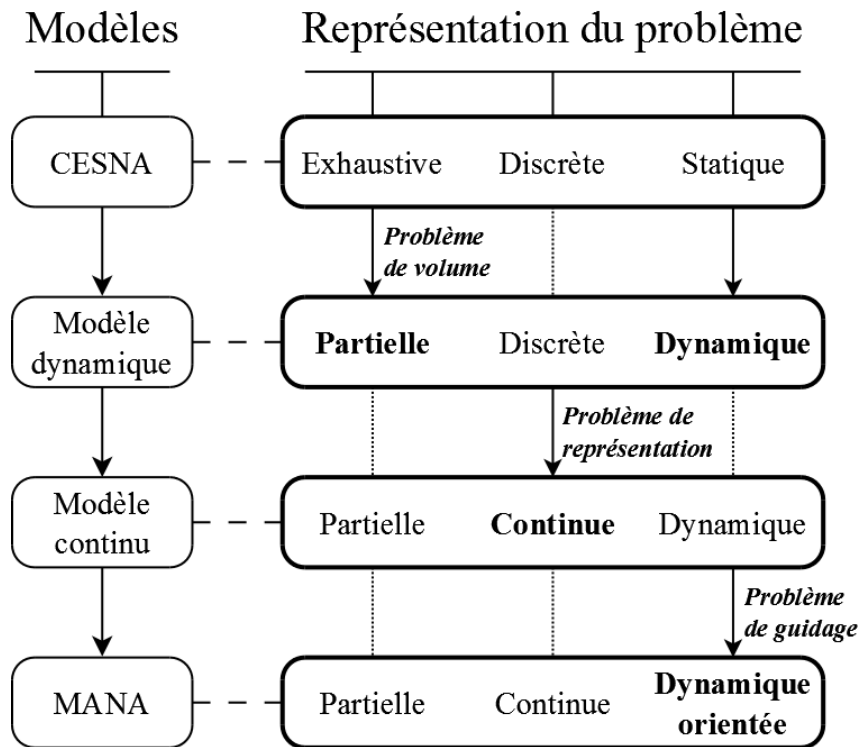 Modèles
Représentation du problème
CESNA
Exhaustive Discrète Statique
Problème
de volume
Modèle
dynamique
Partielle Discrète Dynamique
Problème de
représentation
Modèle
continu
Partielle Continue Dynamique
Problème
de guidage
MANA
Partielle Continue Dynamique
orientée